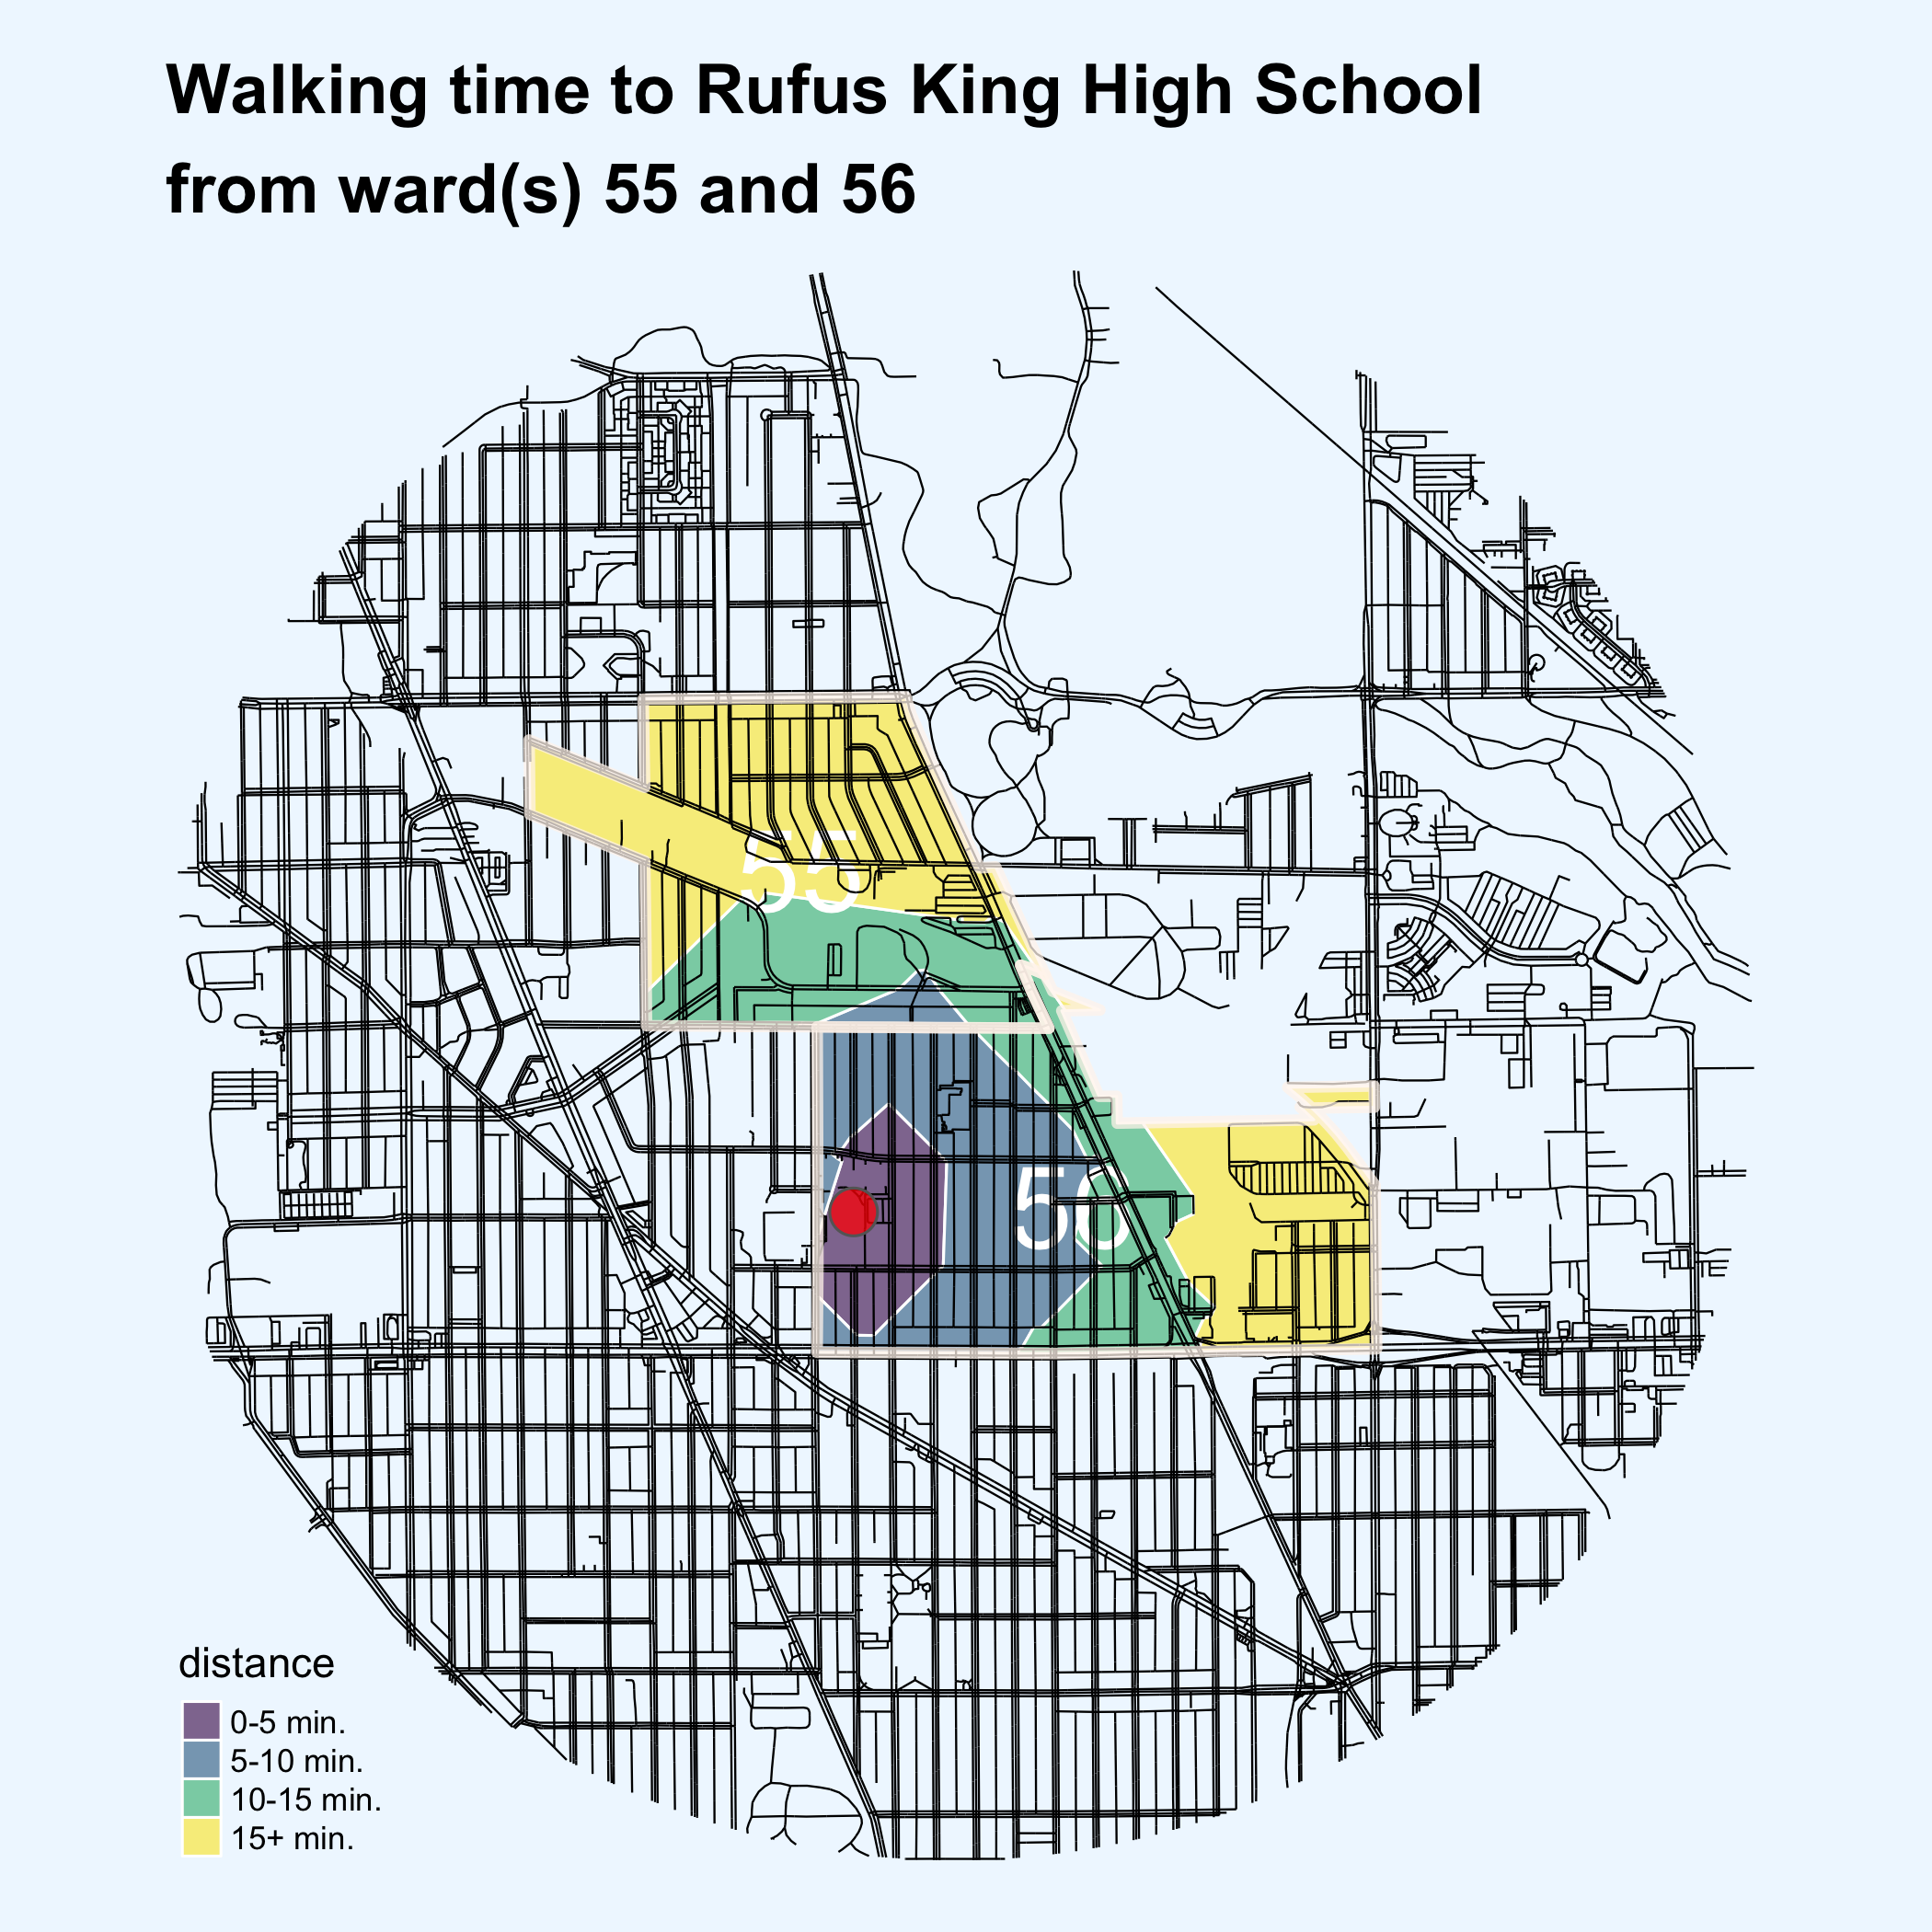 Walking time to Rufus King High School
from ward(s) 55 and 56
55
56
distance
0-5 min.
5-10 min.
10-15 min.
15+ min.